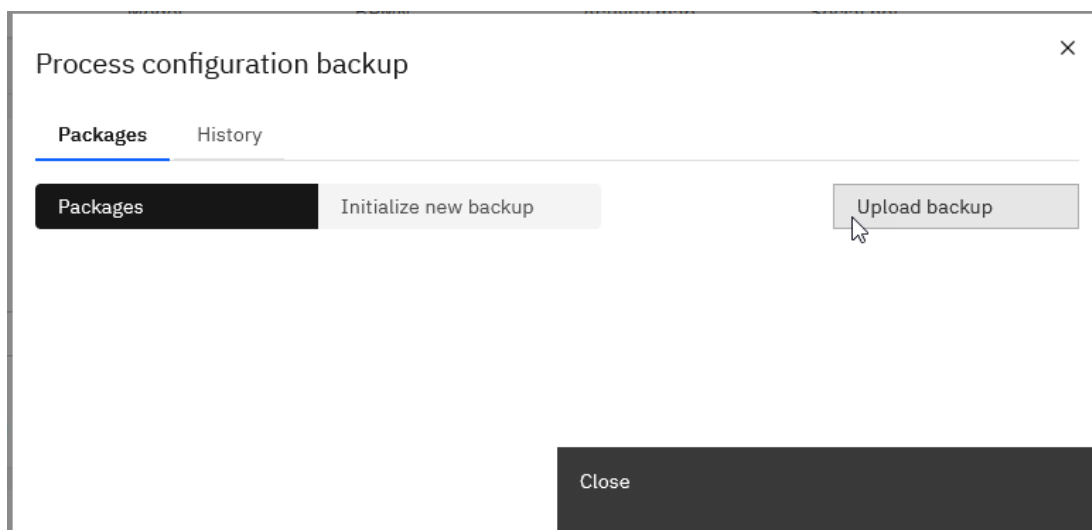 Process configuration backup
Packages History
Packages Initialize new backup Upload backup
Close